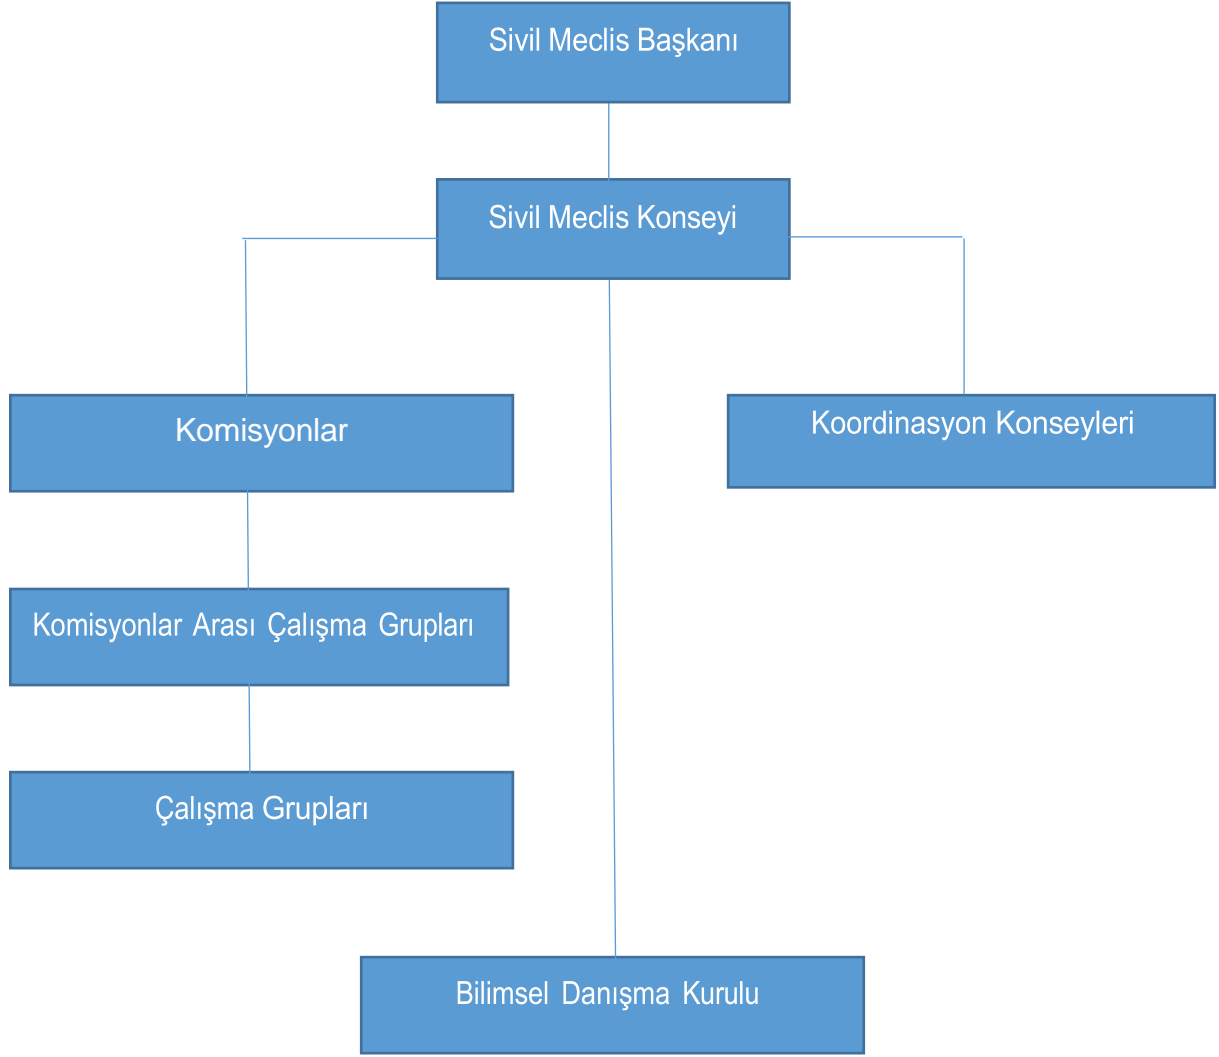 Sivil Meclis Başkanı
Sivil Meclis Konseyi
Komisyonlar
Koordinasyon Konseyleri
Komisyonlar Arası Çalışma Grupları
Çalışma Grupları
Bilimsel Danışma Kurulu